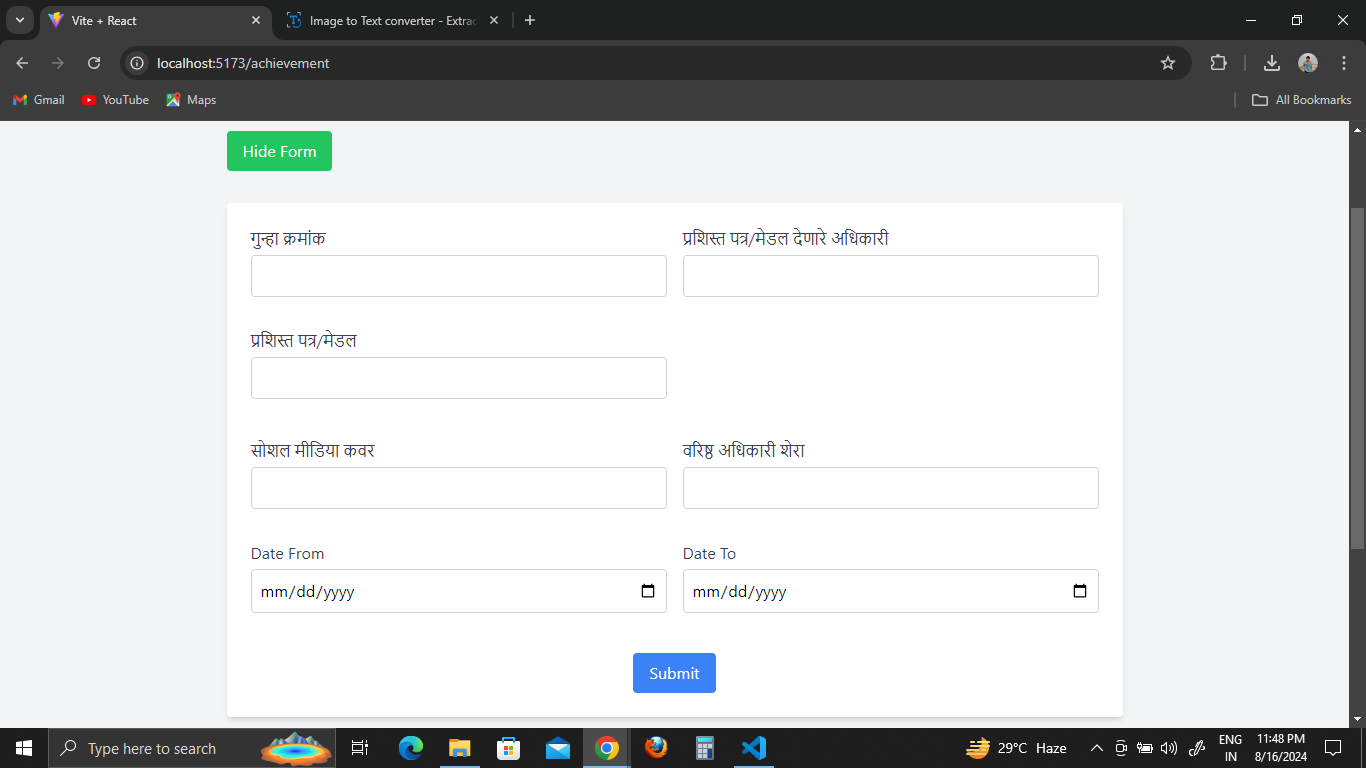 Vite + React
Image to Text converter - Extrac
localhost:5173/achievement
Gmail YouTube Maps All Bookmarks
Hide Form
गुन्हा क्रमांक प्रशिस्त पत्र/मेडल देणारे अधिकारी
प्रशिस्त पत्र/मेडल
सोशल मीडिया कवर वरिष्ठ अधिकारी शेरा
Date From Date To
mm/dd/yyyy mm/dd/yyyy
Submit
Type here to search
29°C Haze
ENG
IN
11:48 PM
8/16/2024